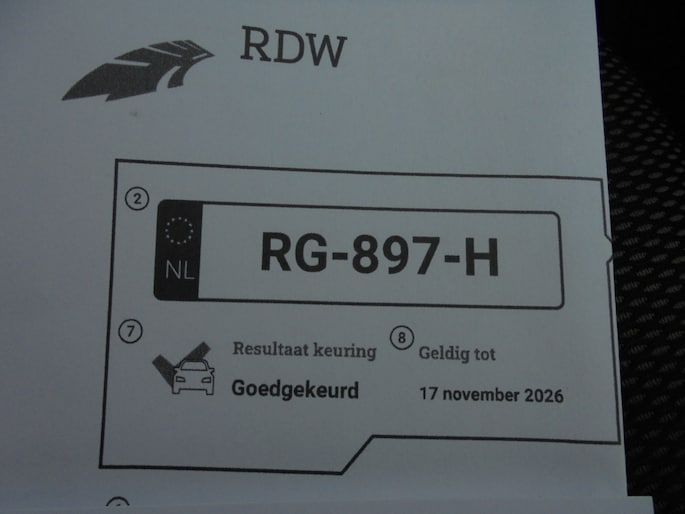 RDW
2
NL
RG-897-H
7
Resultaat keuring
8
Geldig tot
Goedgekeurd
17 november 2026